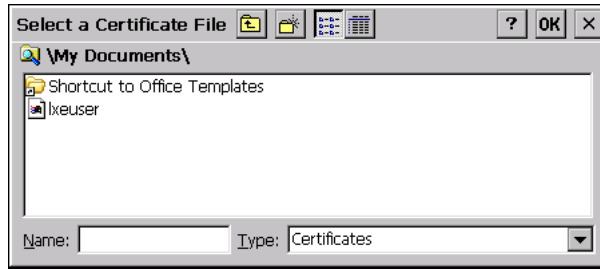 Select a Certificate File ? OK ×
\My Documents\
Shortcut to Office Templates
lxeuser
Name: Type: Certificates